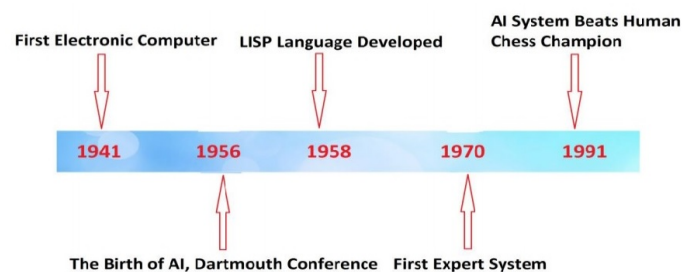 AI System Beats Human
Chess Champion
First Electronic Computer
LISP Language Developed
1941
1956
1958
1970
1991
The Birth of AI, Dartmouth Conference
First Expert System